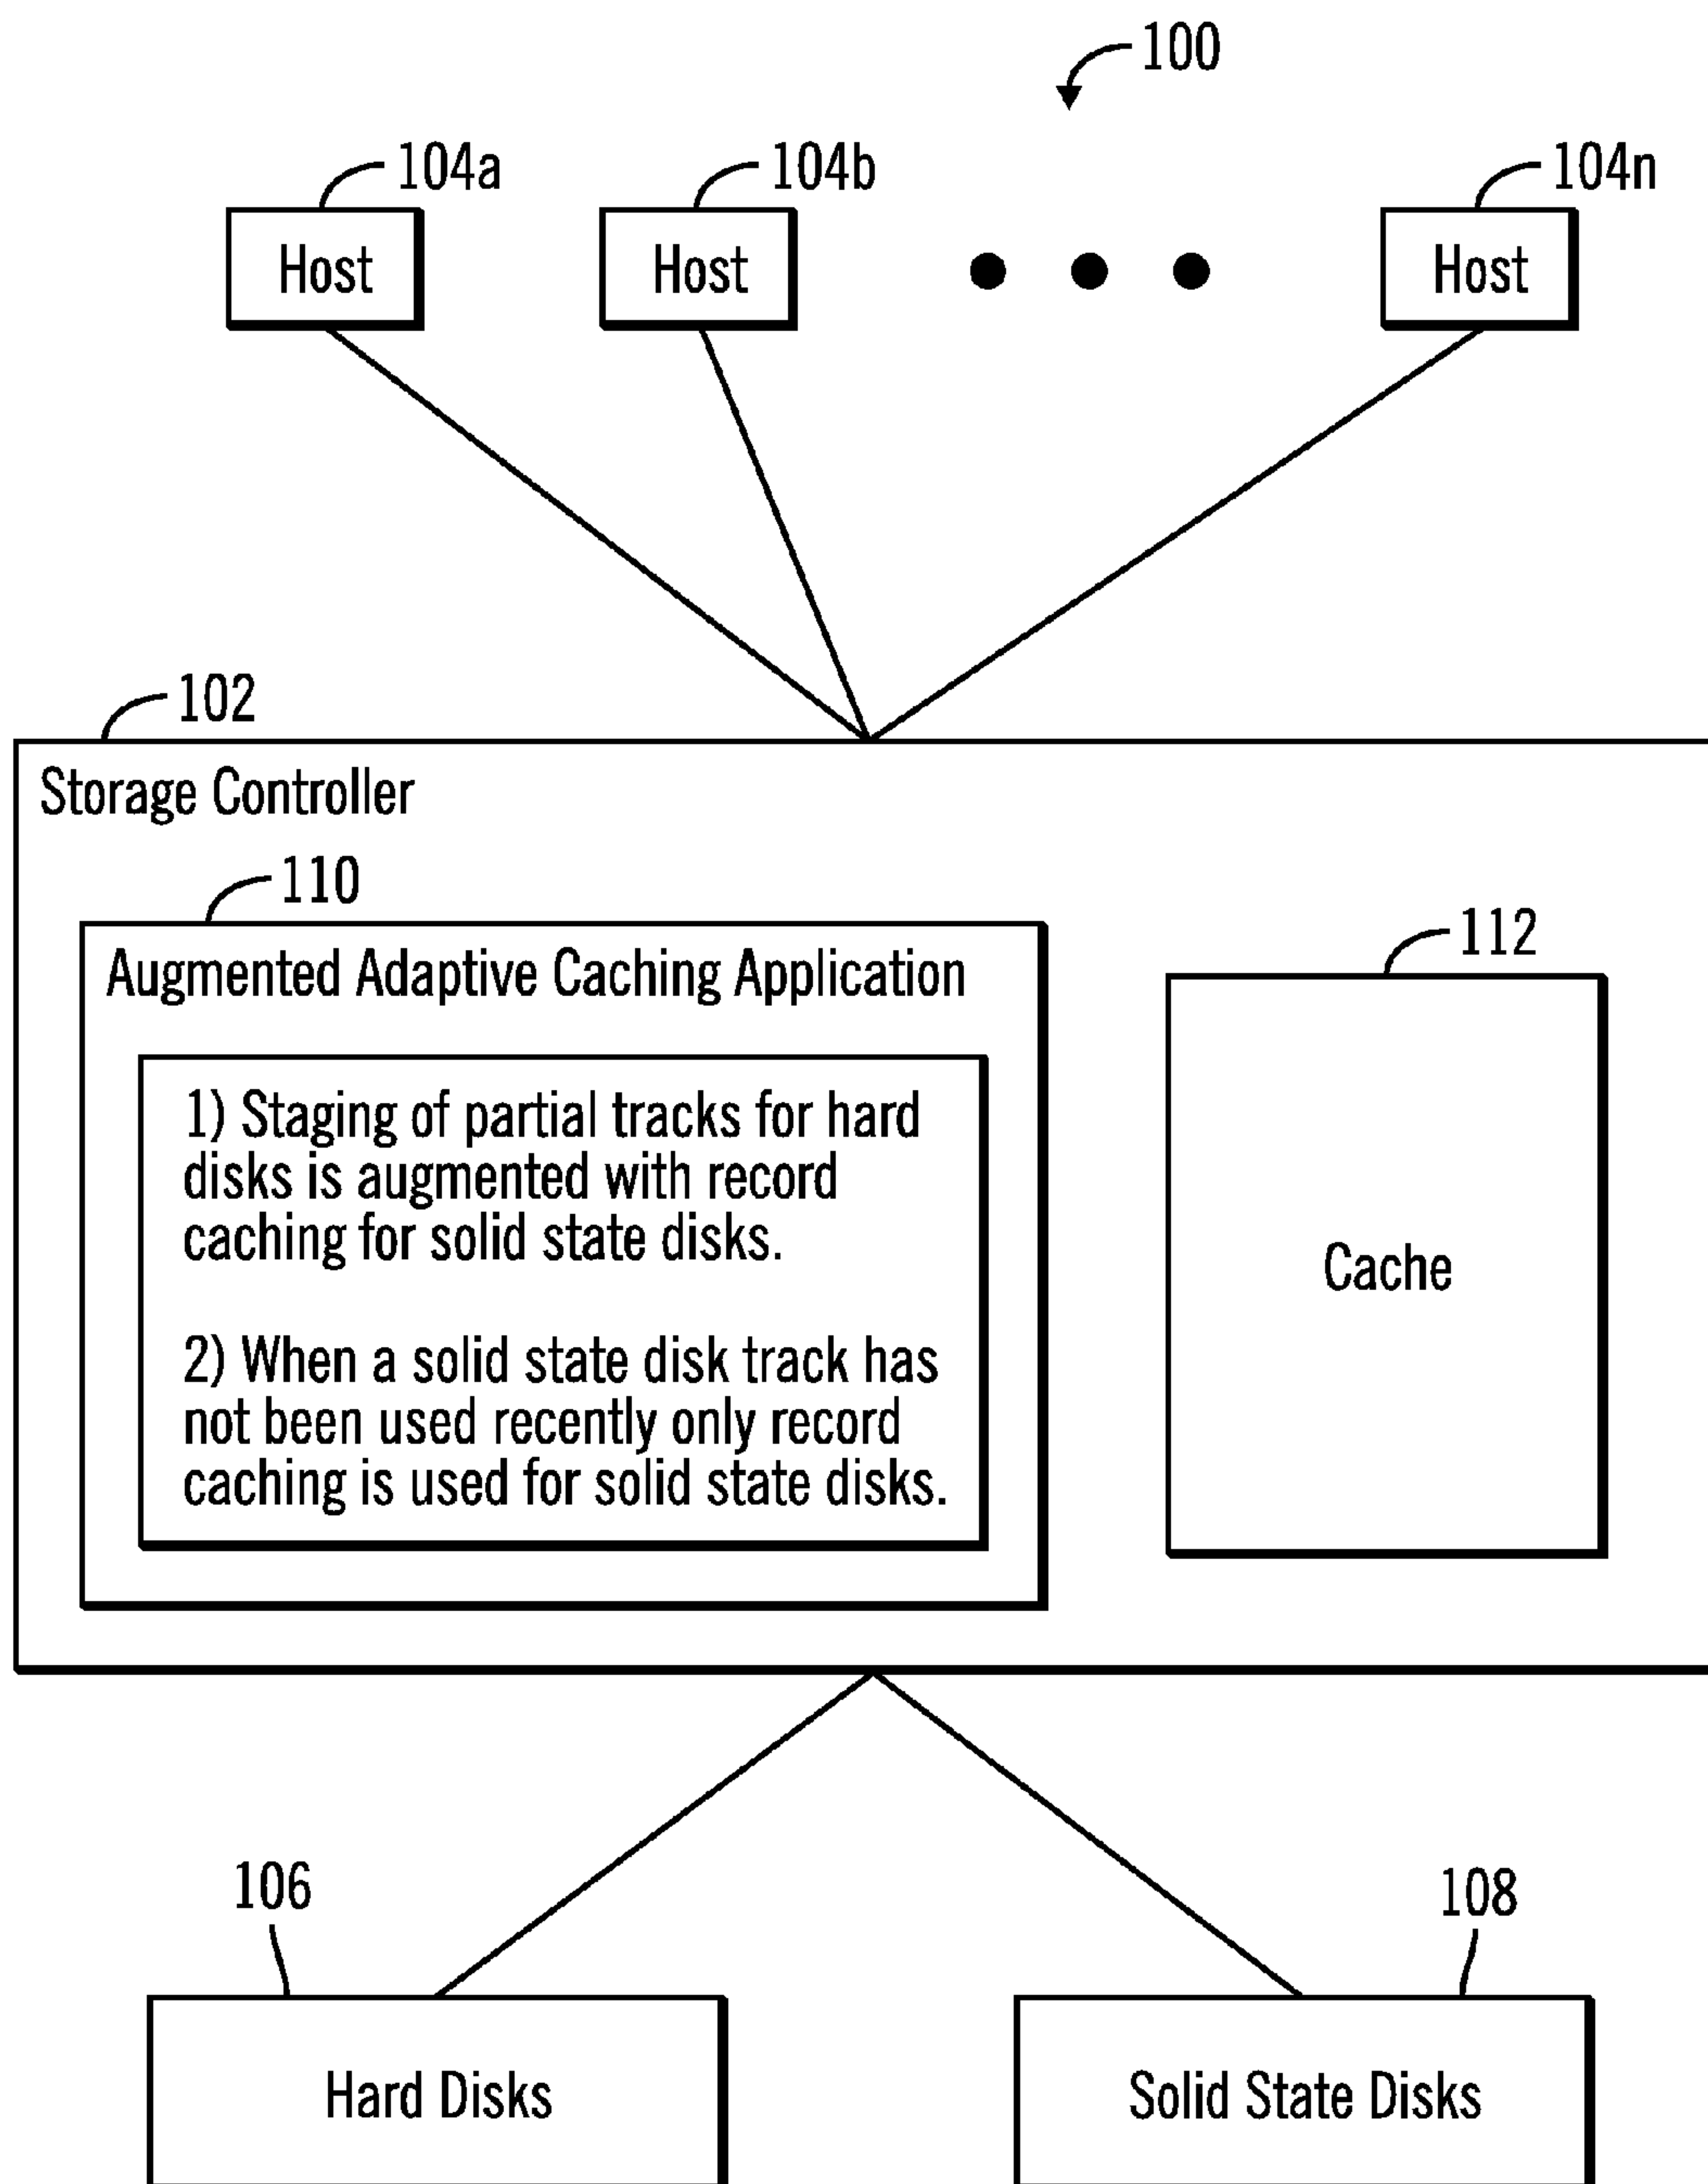 100
104a
104b
104n
Host
Host
Host
102
Storage Controller
110
Augmented Adaptive Caching Application
112
1) Staging of partial tracks for hard
disks is augmented with record
caching for solid state disks.
2) When a solid state disk track has
not been used recently only record
caching is used for solid state disks.
Cache
106
108
Hard Disks
Solid State Disks